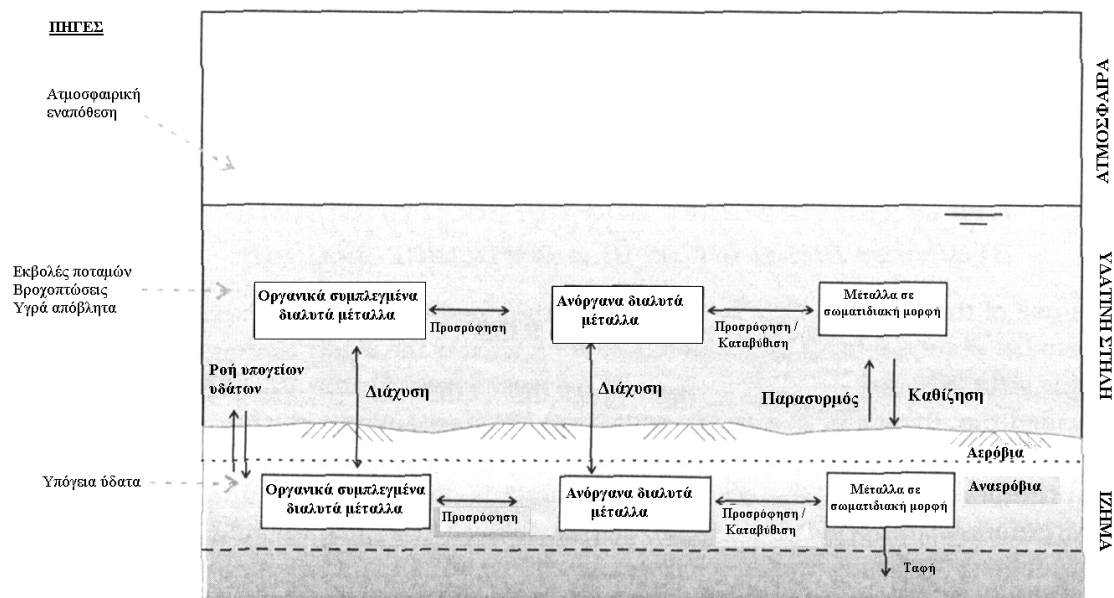 ΠΗΓΕΣ
Ατμοσφαιρική
εναπόθεση
ΑΤΜΟΣΦΑΙΡΑ
Εκβολές ποταμών
Βροχοπτώσεις
Υγρά απόβλητα
Οργανικά συμπλεγμένα
διαλυτά μέταλλα
Προσρόφηση
Ανόργανα διαλυτά
μέταλλα
Προσρόφηση /
Καταβύθιση
Μέταλλα σε
σωματιδιακή μορφή
ΥΔΑΤΙΝΗ ΣΤΗΛΗ
Ροή υπογείων
υδάτων
Διάχυση
Διάχυση
Παρασυρμός
Καθίζηση
Αερόβια
Υπόγεια ύδατα
Οργανικά συμπλεγμένα
διαλυτά μέταλλα
Προσρόφηση
Ανόργανα διαλυτά
μέταλλα
Προσρόφηση /
Καταβύθιση
Μέταλλα σε
σωματιδιακή μορφή
Αναερόβια
ΙΖΗΜΑ
Ταφή